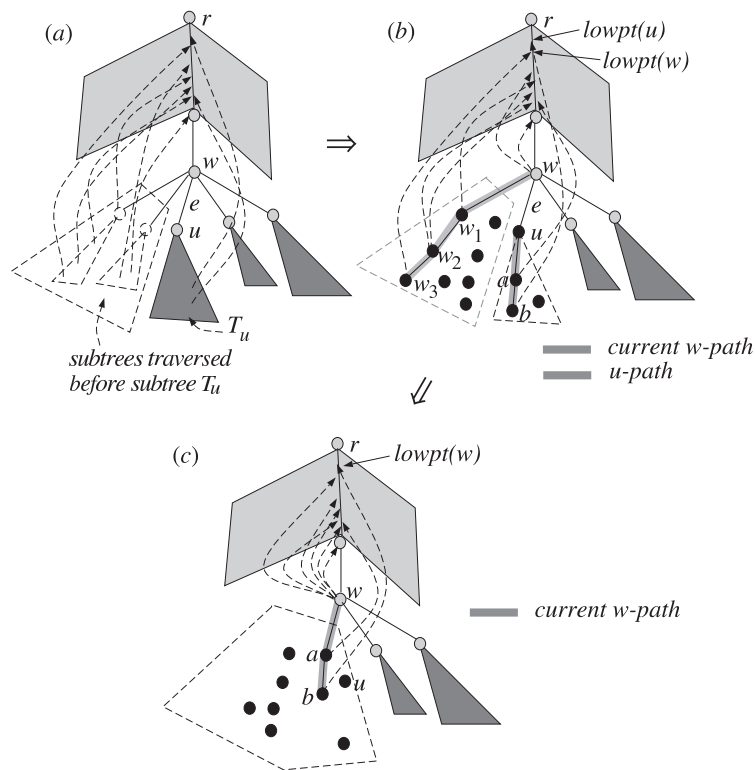 (a)
r
w
e
u
T_u
subtrees traversed
before subtree T_u
⇒
(b)
r
lowpt(u)
lowpt(w)
w
e
w_1
u
w_2
a
w_3
b
current w-path
u-path
⇓
(c)
r
lowpt(w)
w
current w-path
a
u
b